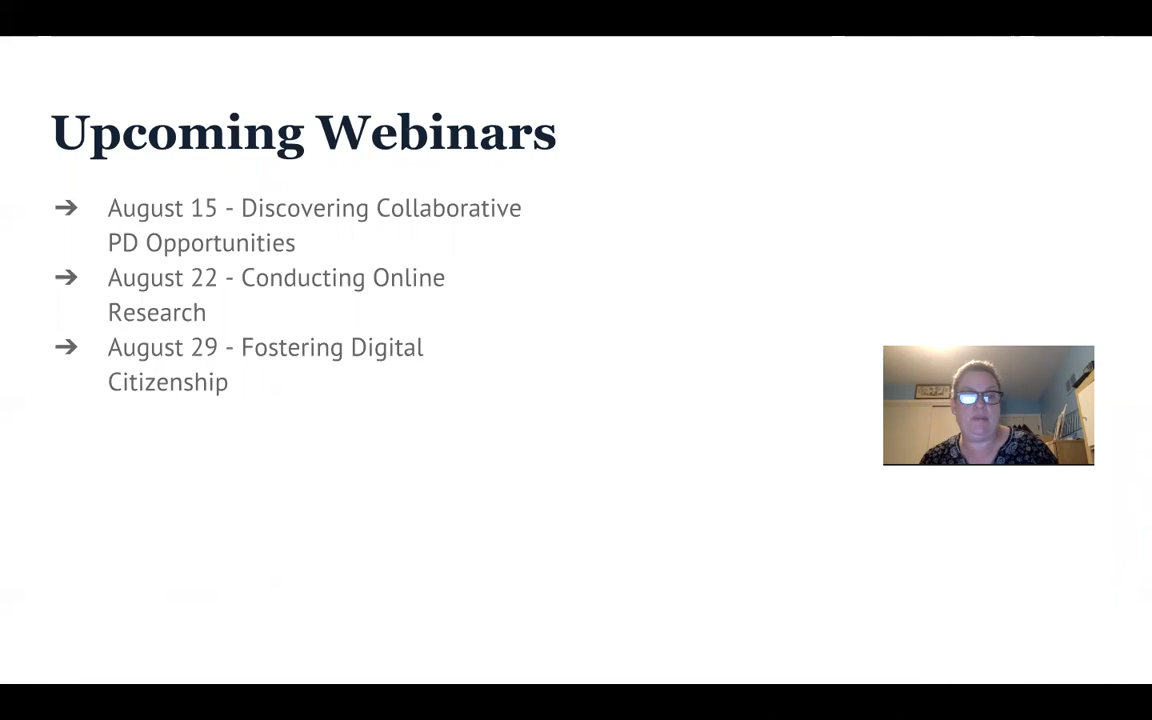 Upcoming Webinars
➔ August 15 - Discovering Collaborative
PD Opportunities
➔ August 22 - Conducting Online
Research
➔ August 29 - Fostering Digital
Citizenship